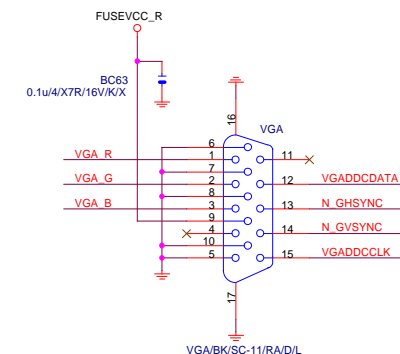 FUSEVCC_R
BC63
0.1u/4/X7R/16V/K/X
16
VGA
6
VGA_R 1 11
7
VGA_G 2 12 VGADDCDATA
8
VGA_B 3 13 N_GHSYNC
9
4 14 N_GVSYNC
10
5 15 VGADDCCLK
17
VGA/BK/SC-11/RA/D/L